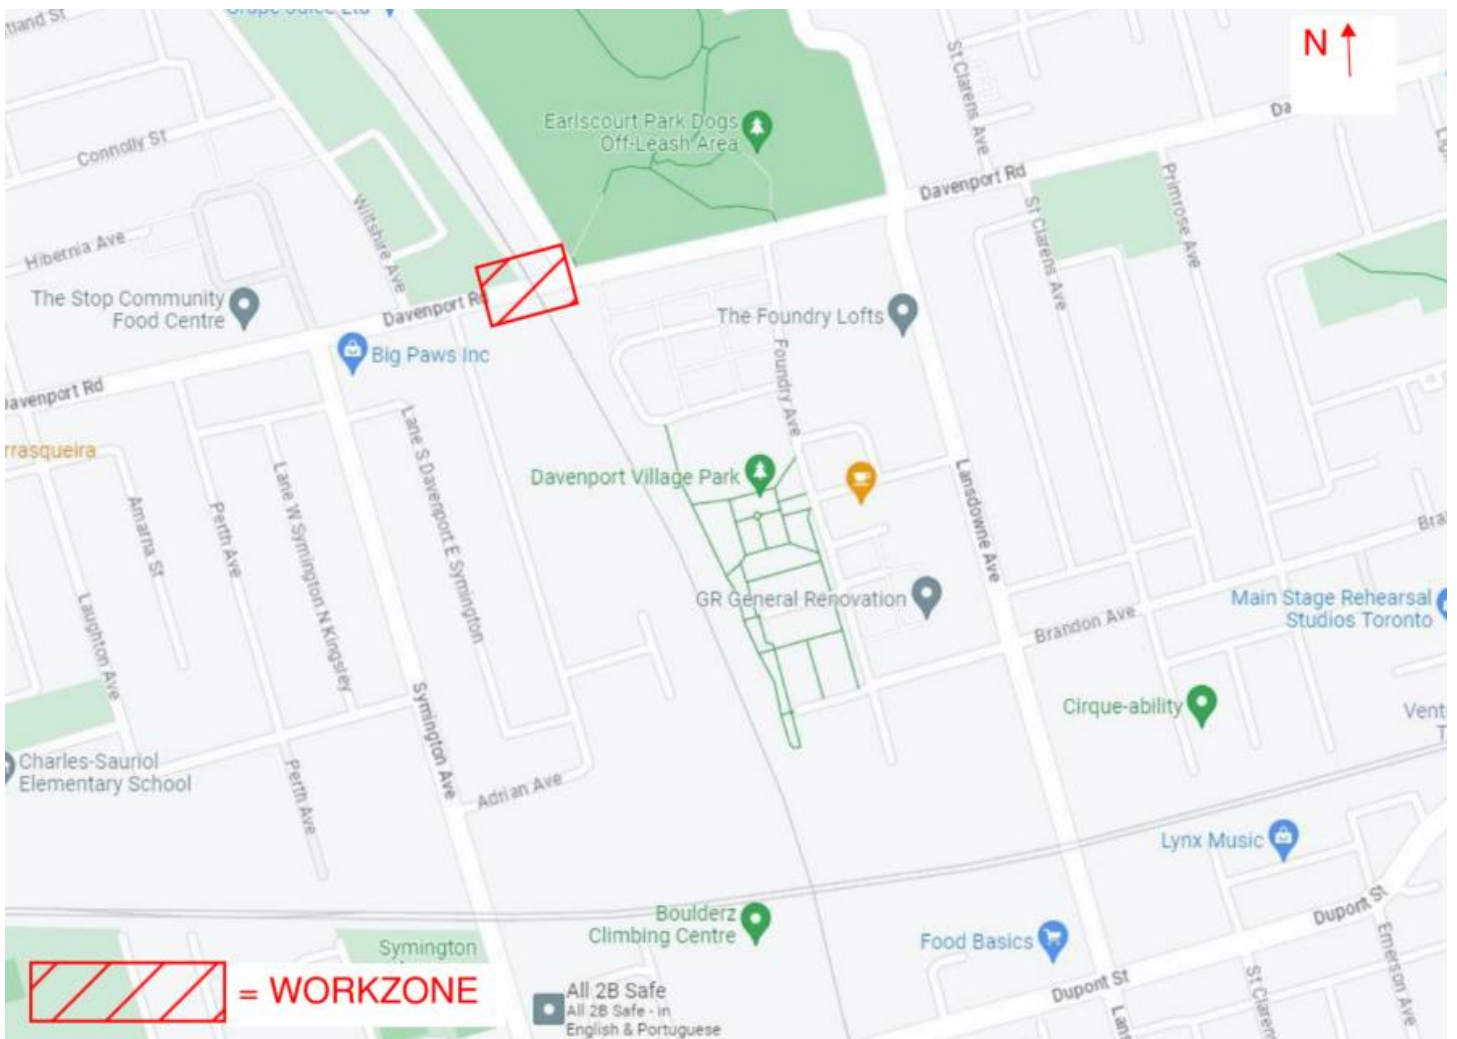 N
St Clarens Ave
Connolly St
Earlscourt Park Dogs
Off-Leash Area
Davenport Rd
Primrose Ave
Wiltshire Ave
St Clarens Ave
Hibernia Ave
The Stop Community
Food Centre
Davenport Rd
The Foundry Lofts
Big Paws Inc
Foundry Ave
Lane S Davenport E Symington
Lane W Symington N Kingsley
Amarna St
Perth Ave
Davenport Village Park
Lansdowne Ave
Laughton Ave
GR General Renovation
Brandon Ave
Main Stage Rehearsal
Studios Toronto
Symington Ave
Cirque-ability
Charles-Sauriol
Elementary School
Perth Ave
Adrian Ave
Lynx Music
Boulderz
Climbing Centre
Food Basics
Dupont St
Emerson Ave
Symington
= WORKZONE
All 2B Safe
All 2B Safe - in
English & Portuguese
Dupont St